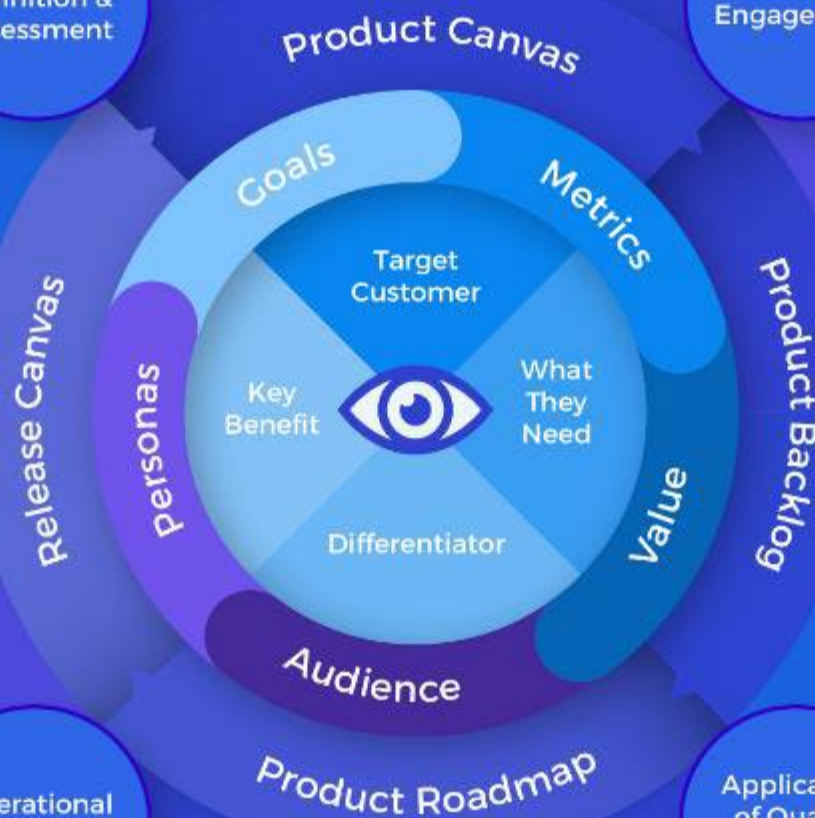 essment
Engage
Product Canvas
Goals
Metrics
Target
Customer
Release Canvas
Product Backlog
Personas
Key
Benefit
What
They
Need
Value
Differentiator
Audience
Product Roadmap
erational
Applica